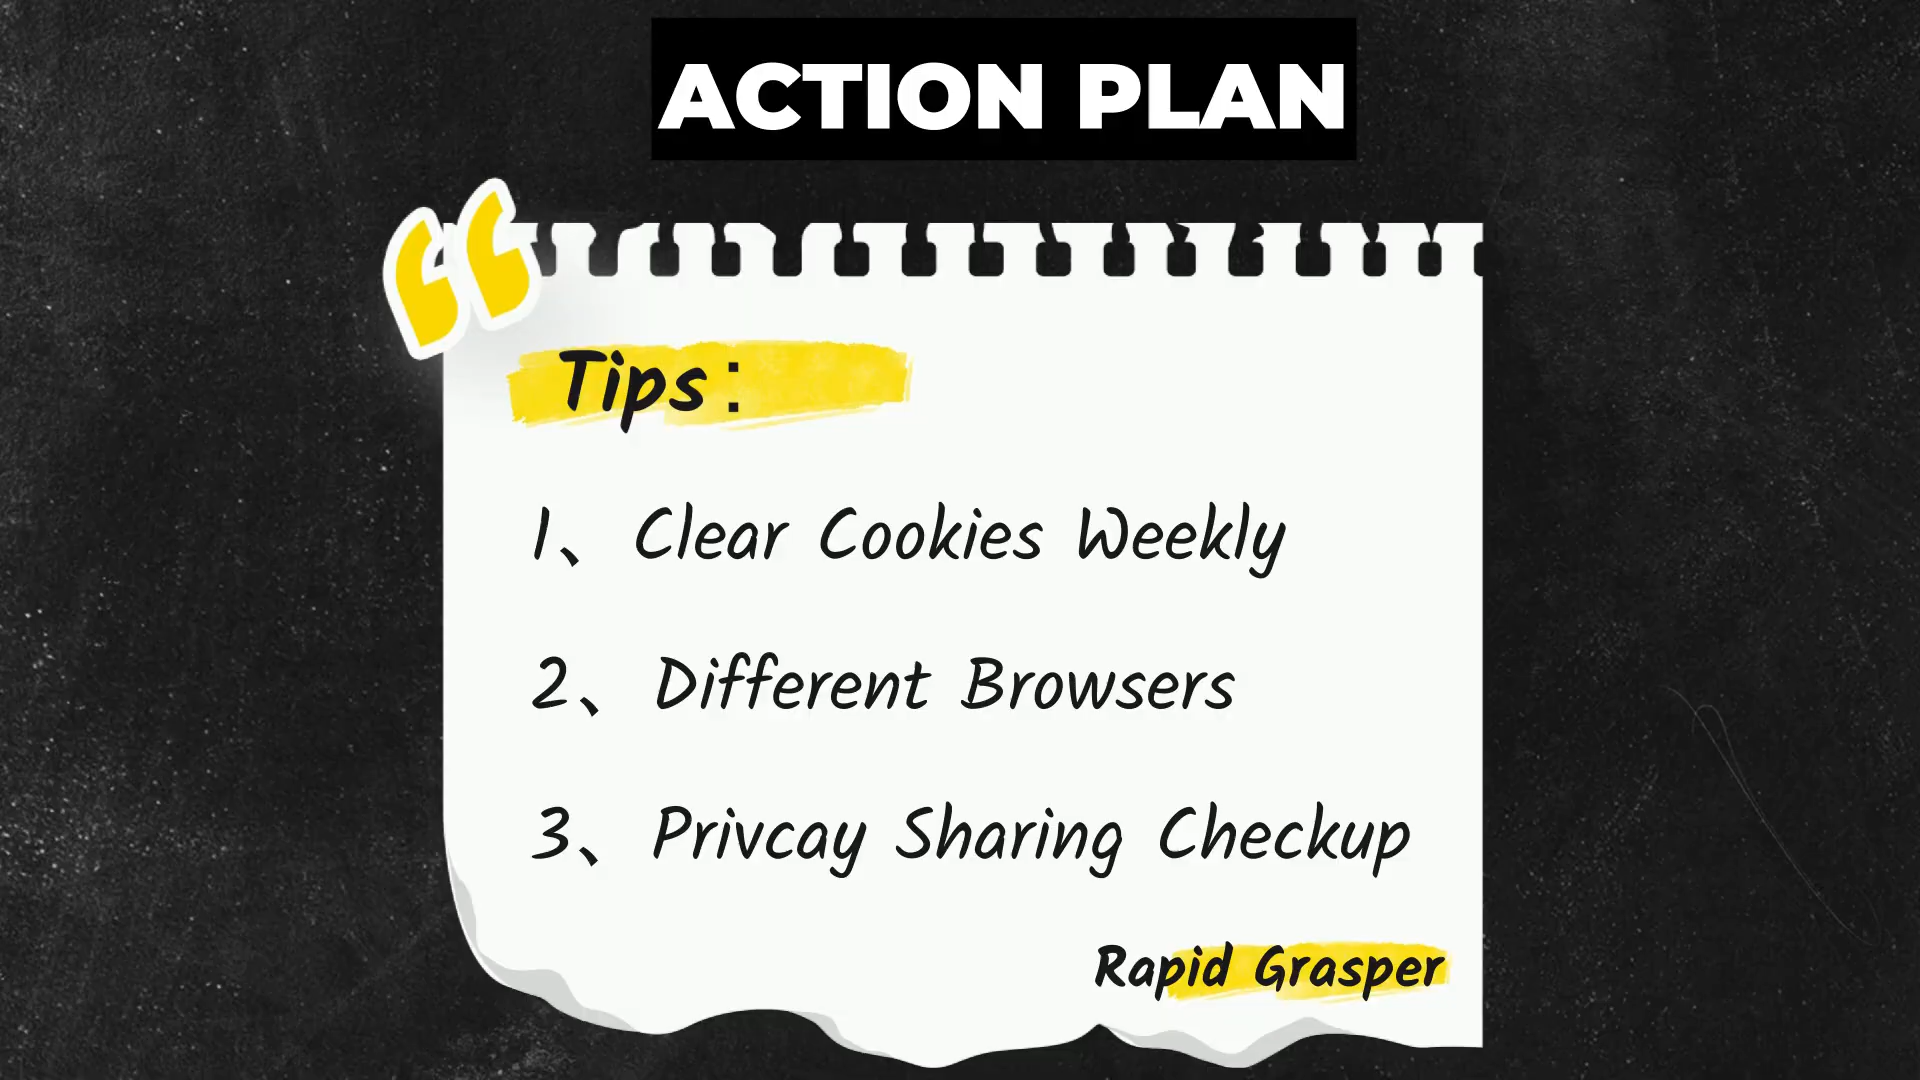 ACTION PLAN
Tips:
1、 Clear Cookies Weekly
2、 Different Browsers
3、 Privcay Sharing Checkup
Rapid Grasper